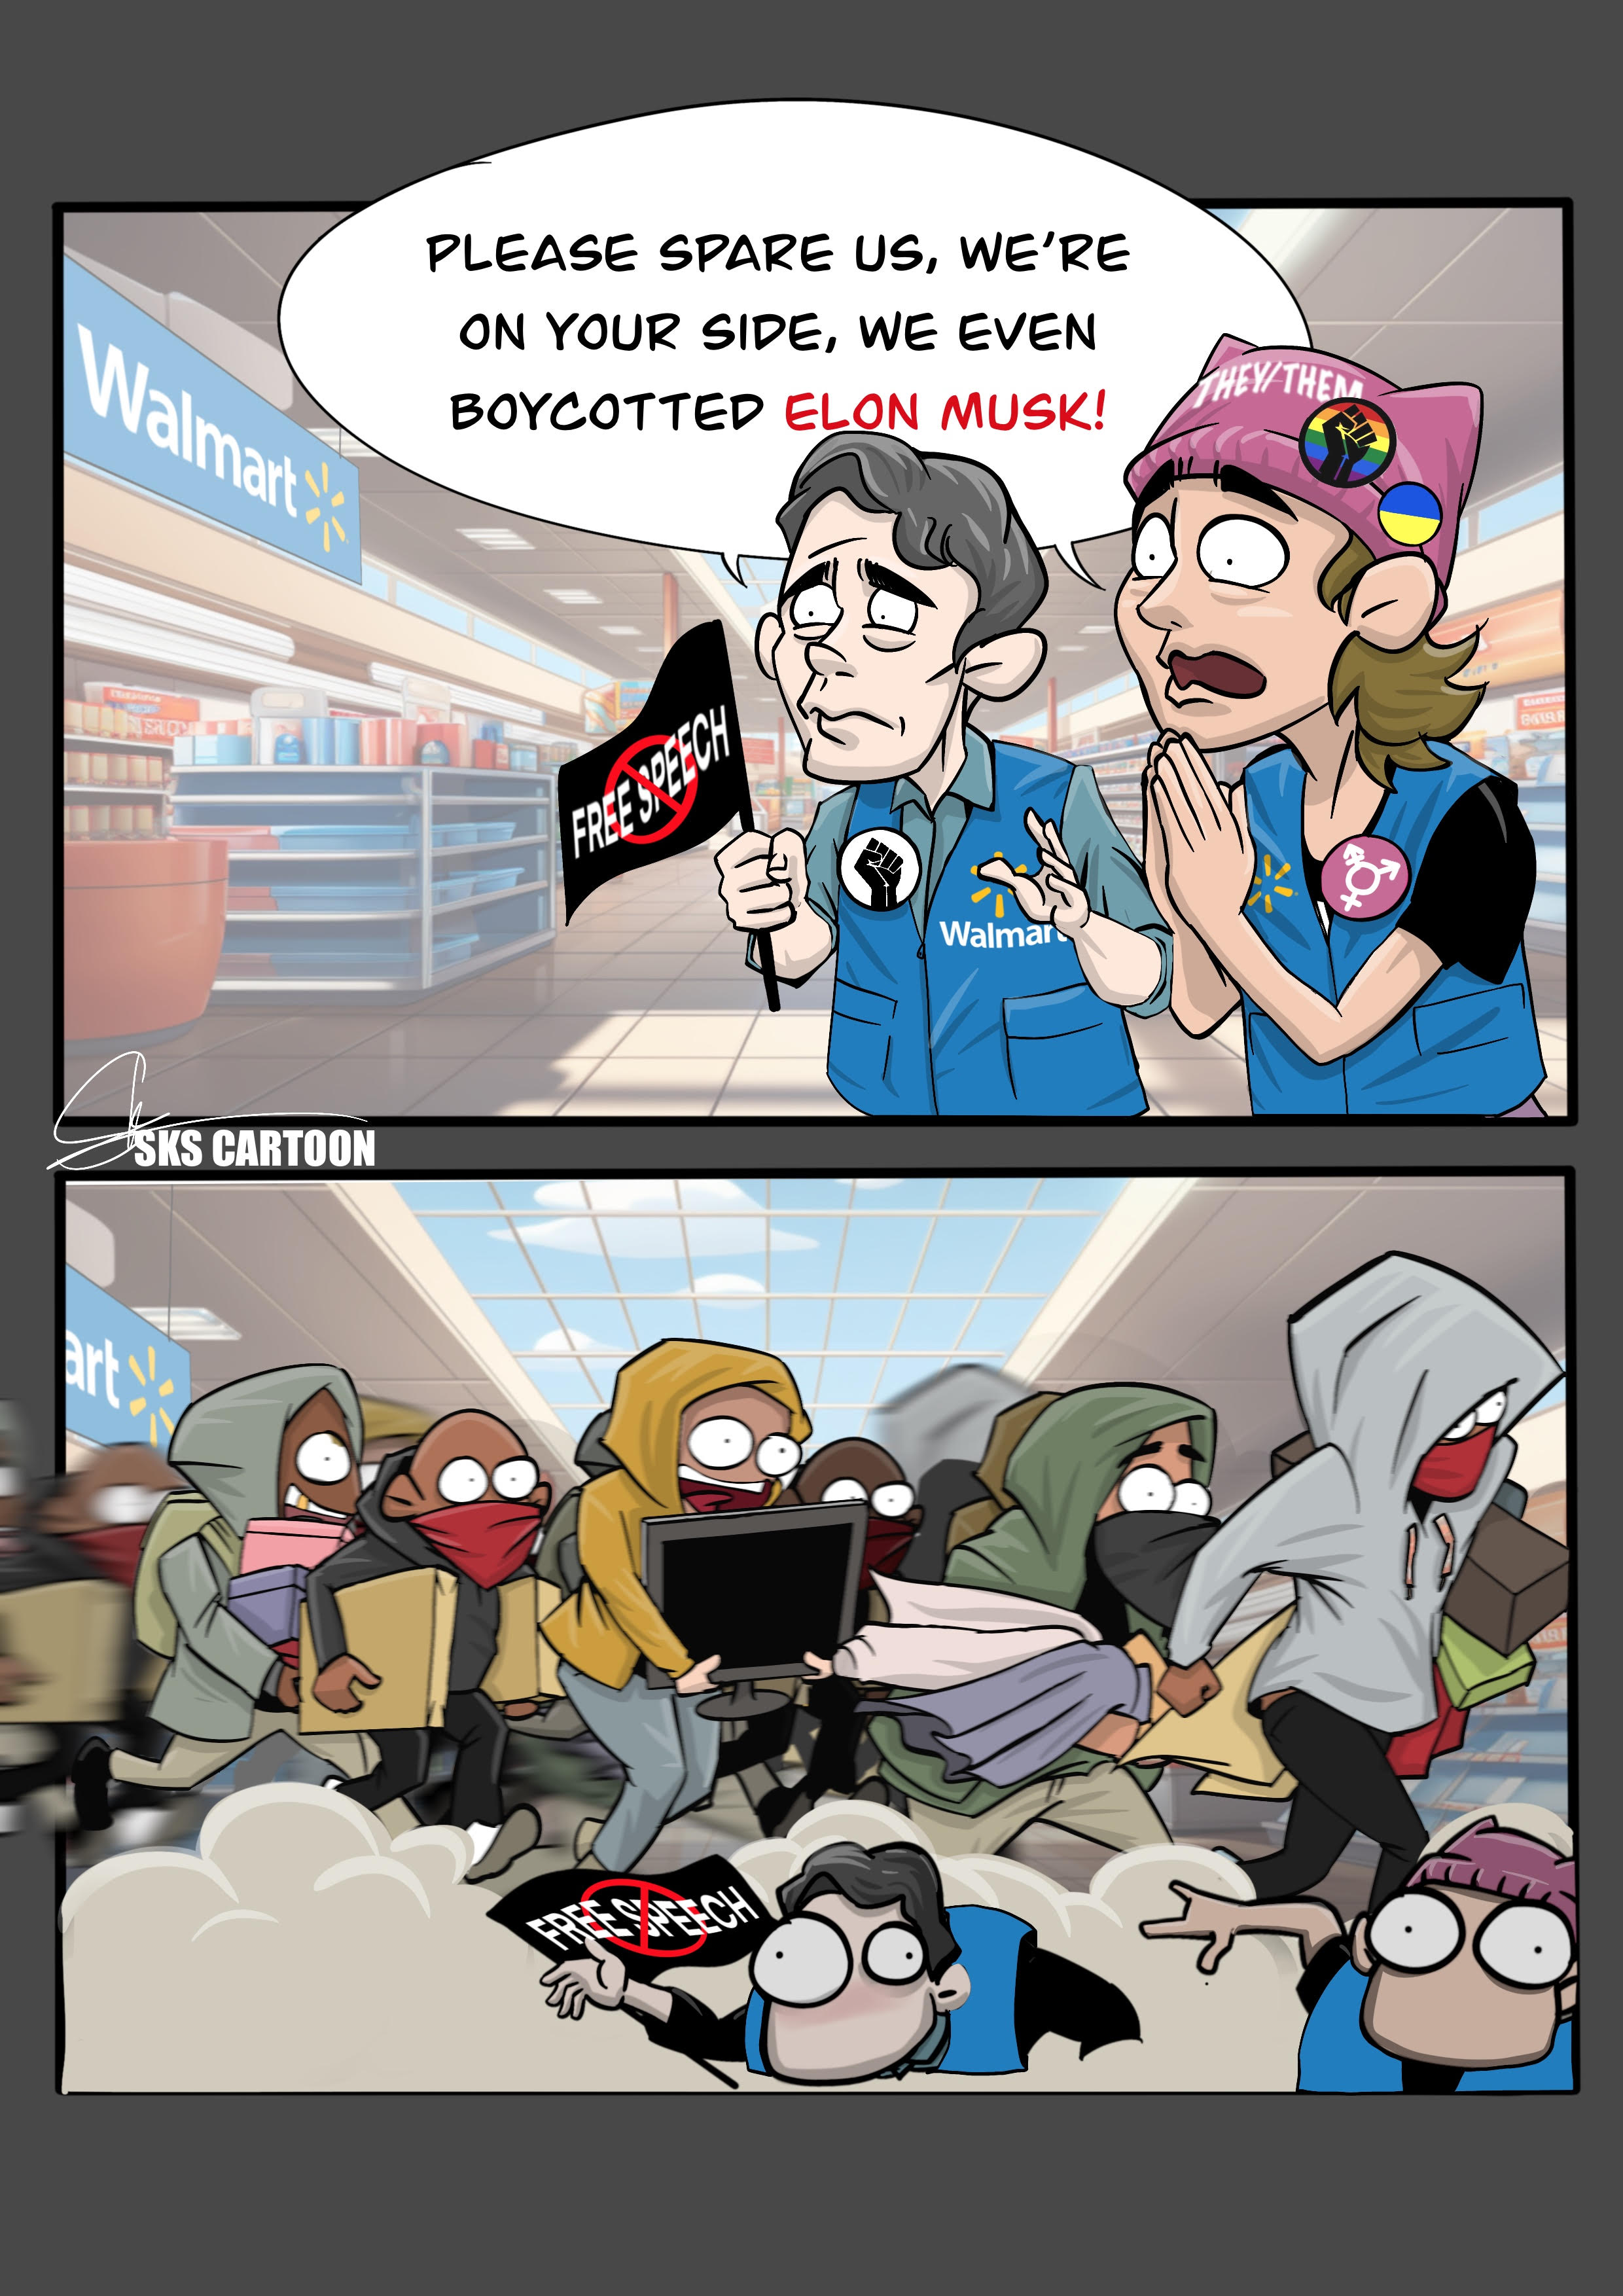 PLEASE SPARE US, WE'RE
ON YOUR SIDE, WE EVEN
BOYCOTTED ELON MUSK!
Walmart
THEY/THEM
FREE SPEECH
Walmart
SKS CARTOON
art
FREE SPEECH